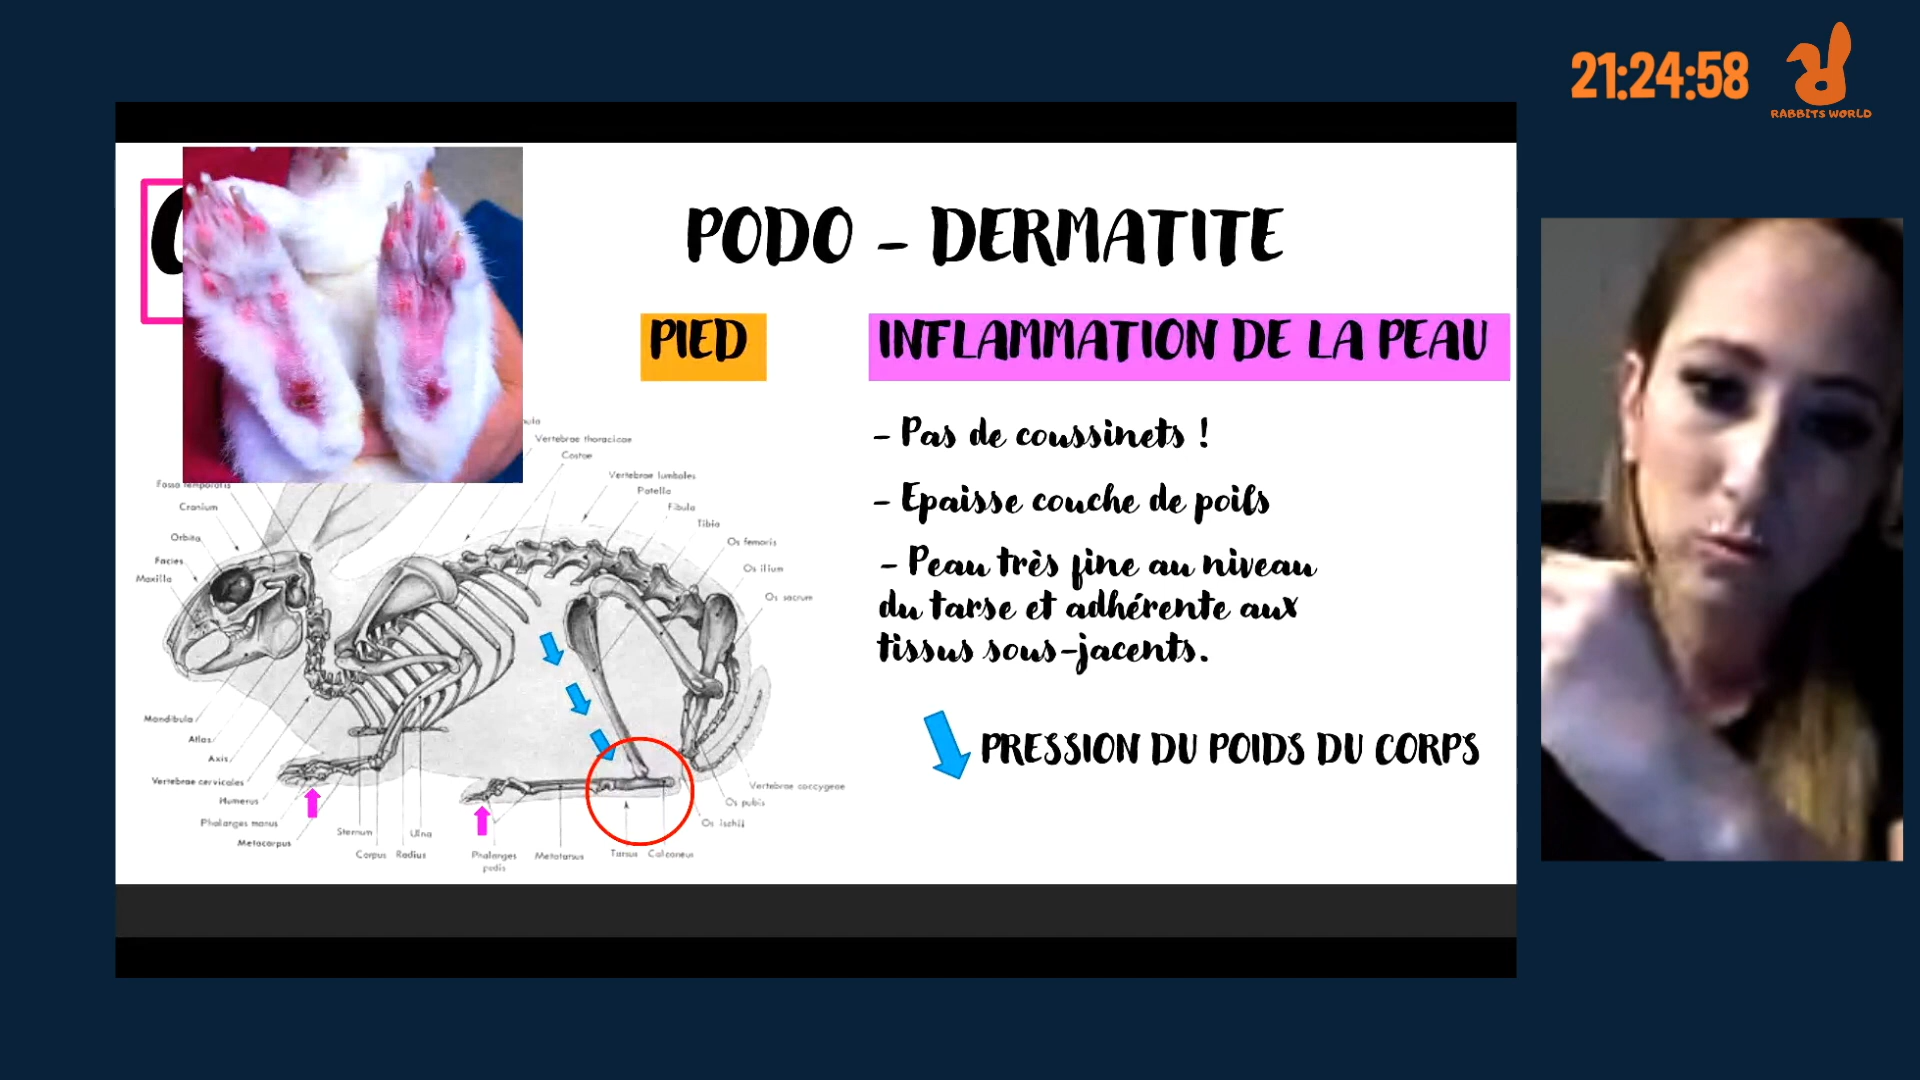 21:24:58
RABBITS WORLD
PODO - DERMATITE
PIED
INFLAMMATION DE LA PEAU
- Pas de coussinets !
- Epaisse couche de poils
- Peau très fine au niveau
du tarse et adhérente aux
tissus sous-jacents.
PRESSION DU POIDS DU CORPS
Vertebrae thoracicae
Costae
Vertebrae lumbales
Patella
Fibula
Tibia
Os femoris
Os ilium
Os sacrum
Fossa temporalis
Cranium
Orbita
Facies
Maxilla
Mandibula
Atlas
Axis
Vertebrae cervicales
Humerus
Phalanges manus
Metacarpus
Sternum
Carpus
Radius
Ulna
Phalanges
pedis
Metatarsus
Tarsus
Calcaneus
Vertebrae coccygeae
Os pubis
Os ischii